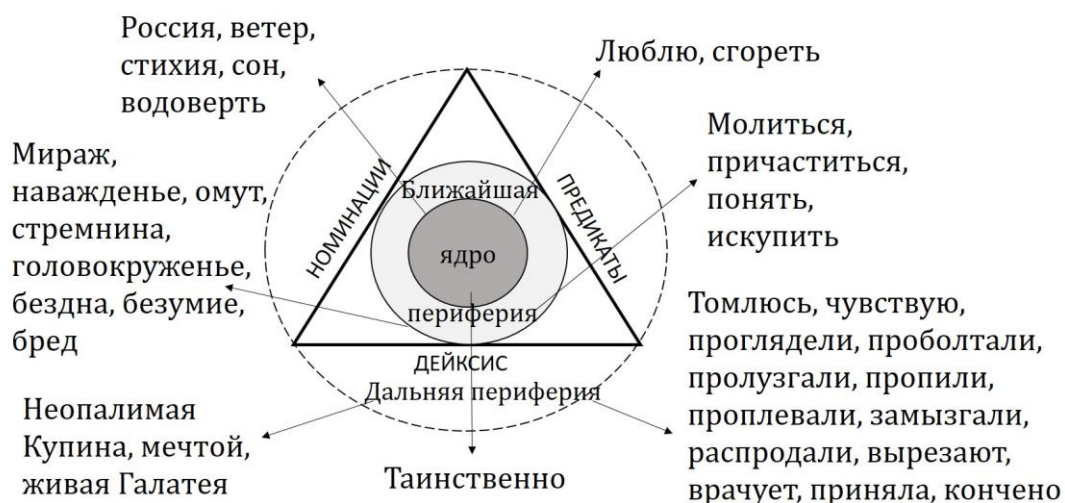 Россия, ветер,
стихия, сон,
водоверть
Люблю, сгореть
Мираж,
наважденье, омут,
стремнина,
головокруженье,
бездна, безумие,
бред
Молиться,
причаститься,
понять,
искупить
НОМИНАЦИИ
ПРЕДИКАТЫ
Ближайшая
ядро
периферия
ДЕЙКСИС
Дальняя периферия
Неопалимая
Купина, мечтой,
живая Галатея
Таинственно
Томлюсь, чувствую,
проглядели, проболтали,
пролузгали, пропили,
проплевали, замызгали,
распродали, вырезают,
врачует, приняла, кончено